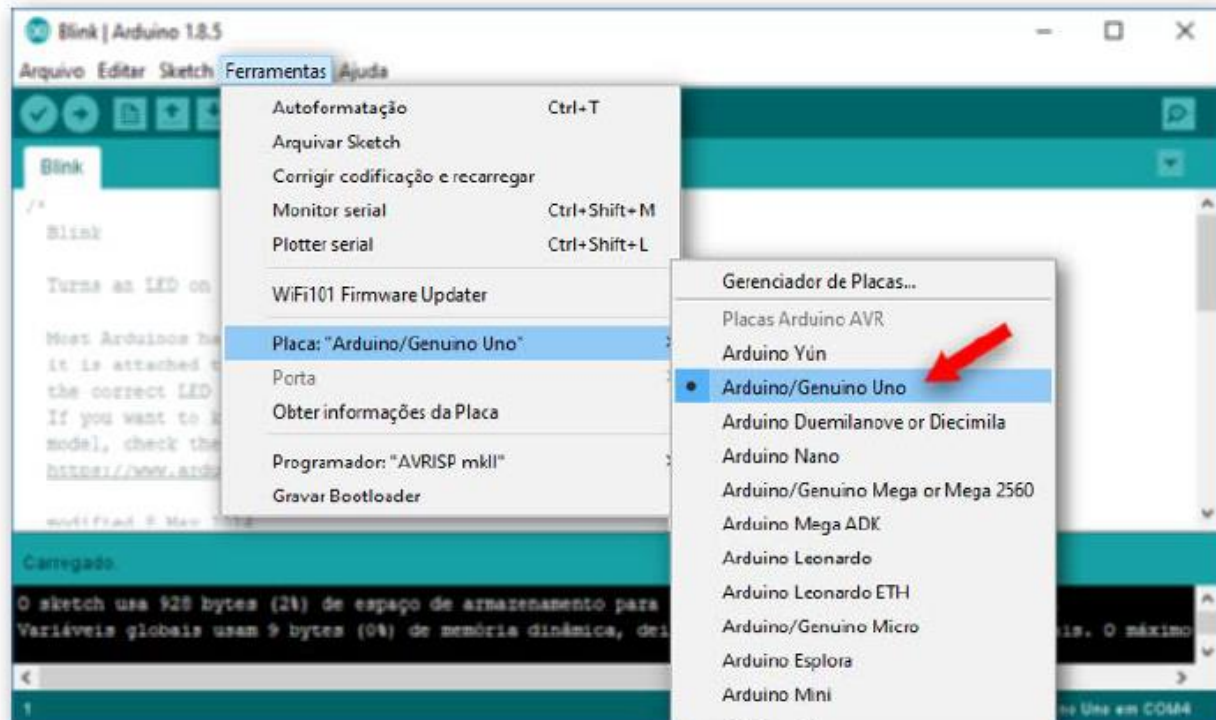 Blink | Arduino 1.8.5
Arquivo Editar Sketch Ferramentas Ajuda
Blink
/*
Blink
Turns an LED on
Most Arduinos ha
it is attached t
the correct LED
If you want to k
model, check the
https://www.ardu
modified 8 May 2014
Autoformatação Ctrl+T
Arquivar Sketch
Corrigir codificação e recarregar
Monitor serial Ctrl+Shift+M
Plotter serial Ctrl+Shift+L
WiFi101 Firmware Updater
Placa: "Arduino/Genuino Uno"
Porta
Obter informações da Placa
Programador: "AVRISP mkII"
Gravar Bootloader
Gerenciador de Placas...
Placas Arduino AVR
Arduino Yún
Arduino/Genuino Uno
Arduino Duemilanove or Diecimila
Arduino Nano
Arduino/Genuino Mega or Mega 2560
Arduino Mega ADK
Arduino Leonardo
Arduino Leonardo ETH
Arduino/Genuino Micro
Arduino Esplora
Arduino Mini
Carregado.
O sketch usa 928 bytes (2%) de espaço de armazenamento para
Variáveis globais usam 9 bytes (0%) de memória dinâmica, dei is. O máximo
1 no Uno em COM4